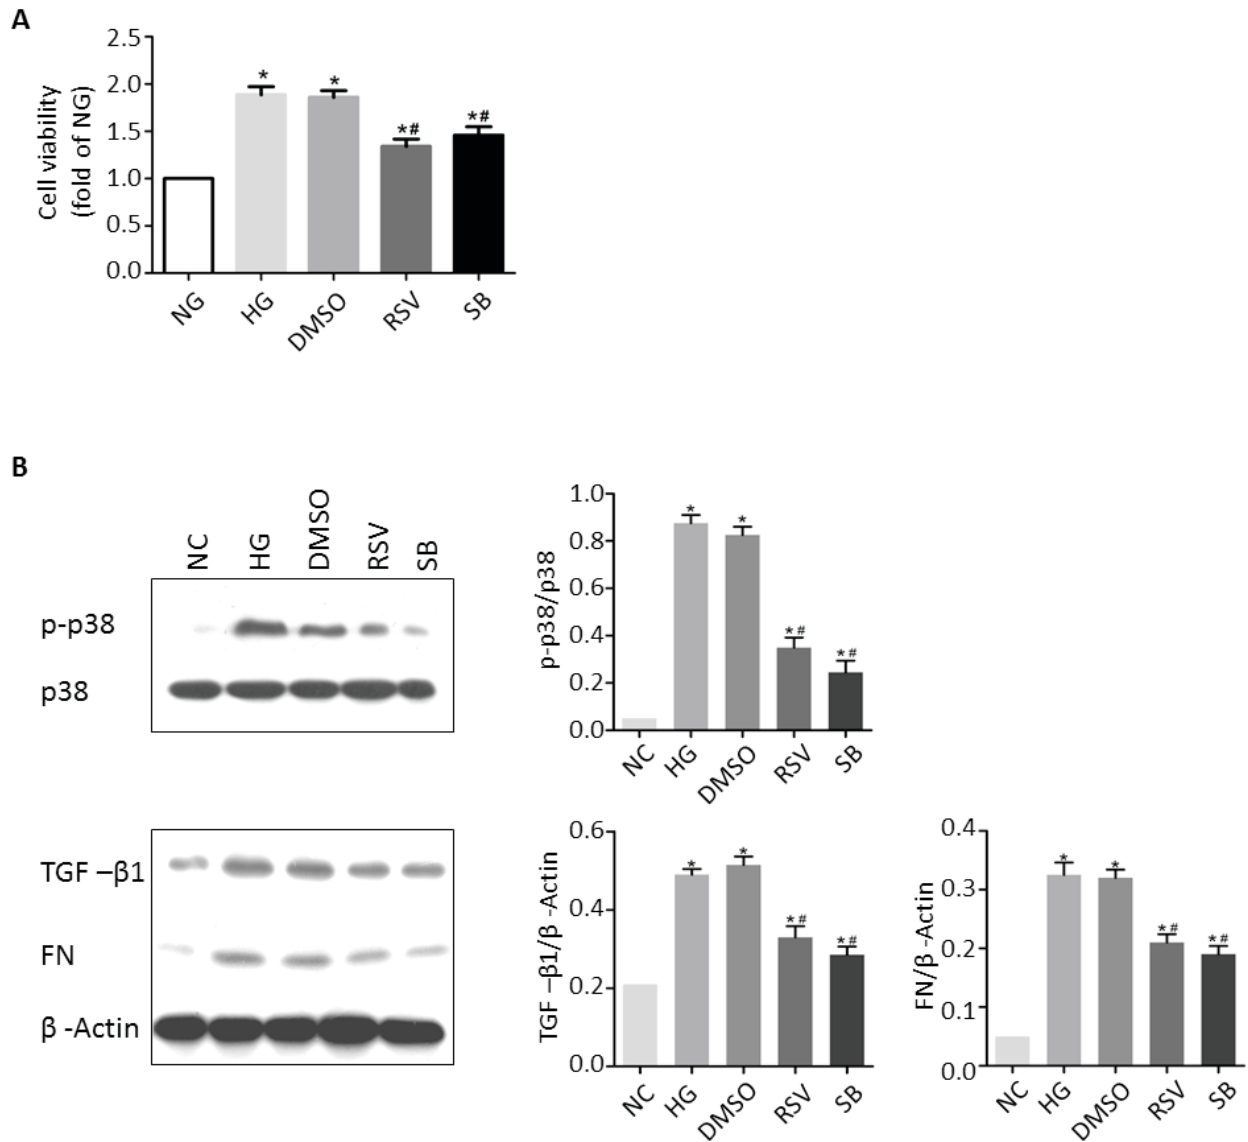 A
Cell viability
(fold of NG)
2.5
2.0
1.5
1.0
0.5
0.0
*
*
*#
*#
NG
HG
DMSO
RSV
SB
B
NC
HG
DMSO
RSV
SB
p-p38
p38
p-p38/p38
1.0
0.8
0.6
0.4
0.2
0.0
*
*
*#
*#
NC
HG
DMSO
RSV
SB
TGF –β1
FN
β -Actin
TGF –β1/β -Actin
0.6
0.4
0.2
0.0
*
*
*#
*#
NC
HG
DMSO
RSV
SB
FN/β -Actin
0.4
0.3
0.2
0.1
0.0
*
*
*#
*#
NC
HG
DMSO
RSV
SB